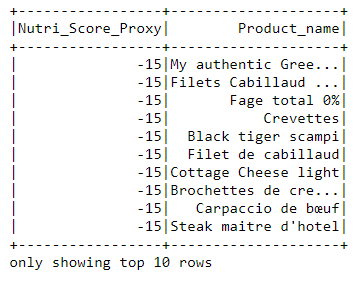 +-----------------+--------------------+
|Nutri_Score_Proxy|        Product_name|
+-----------------+--------------------+
|              -15|My authentic Gree...|
|              -15|Filets Cabillaud ...|
|              -15|       Fage total 0%|
|              -15|           Crevettes|
|              -15|  Black tiger scampi|
|              -15|  Filet de cabillaud|
|              -15|Cottage Cheese light|
|              -15|Brochettes de cre...|
|              -15|   Carpaccio de bœuf|
|              -15|Steak maitre d'hotel|
+-----------------+--------------------+
only showing top 10 rows